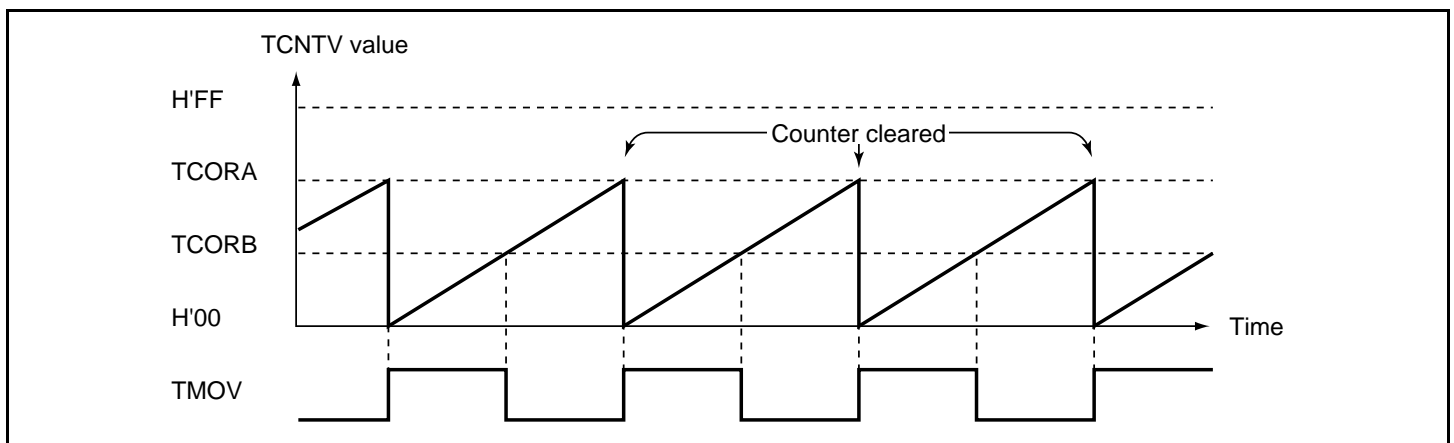 TCNTV value
H'FF
Counter cleared
TCORA
TCORB
H'00
Time
TMOV